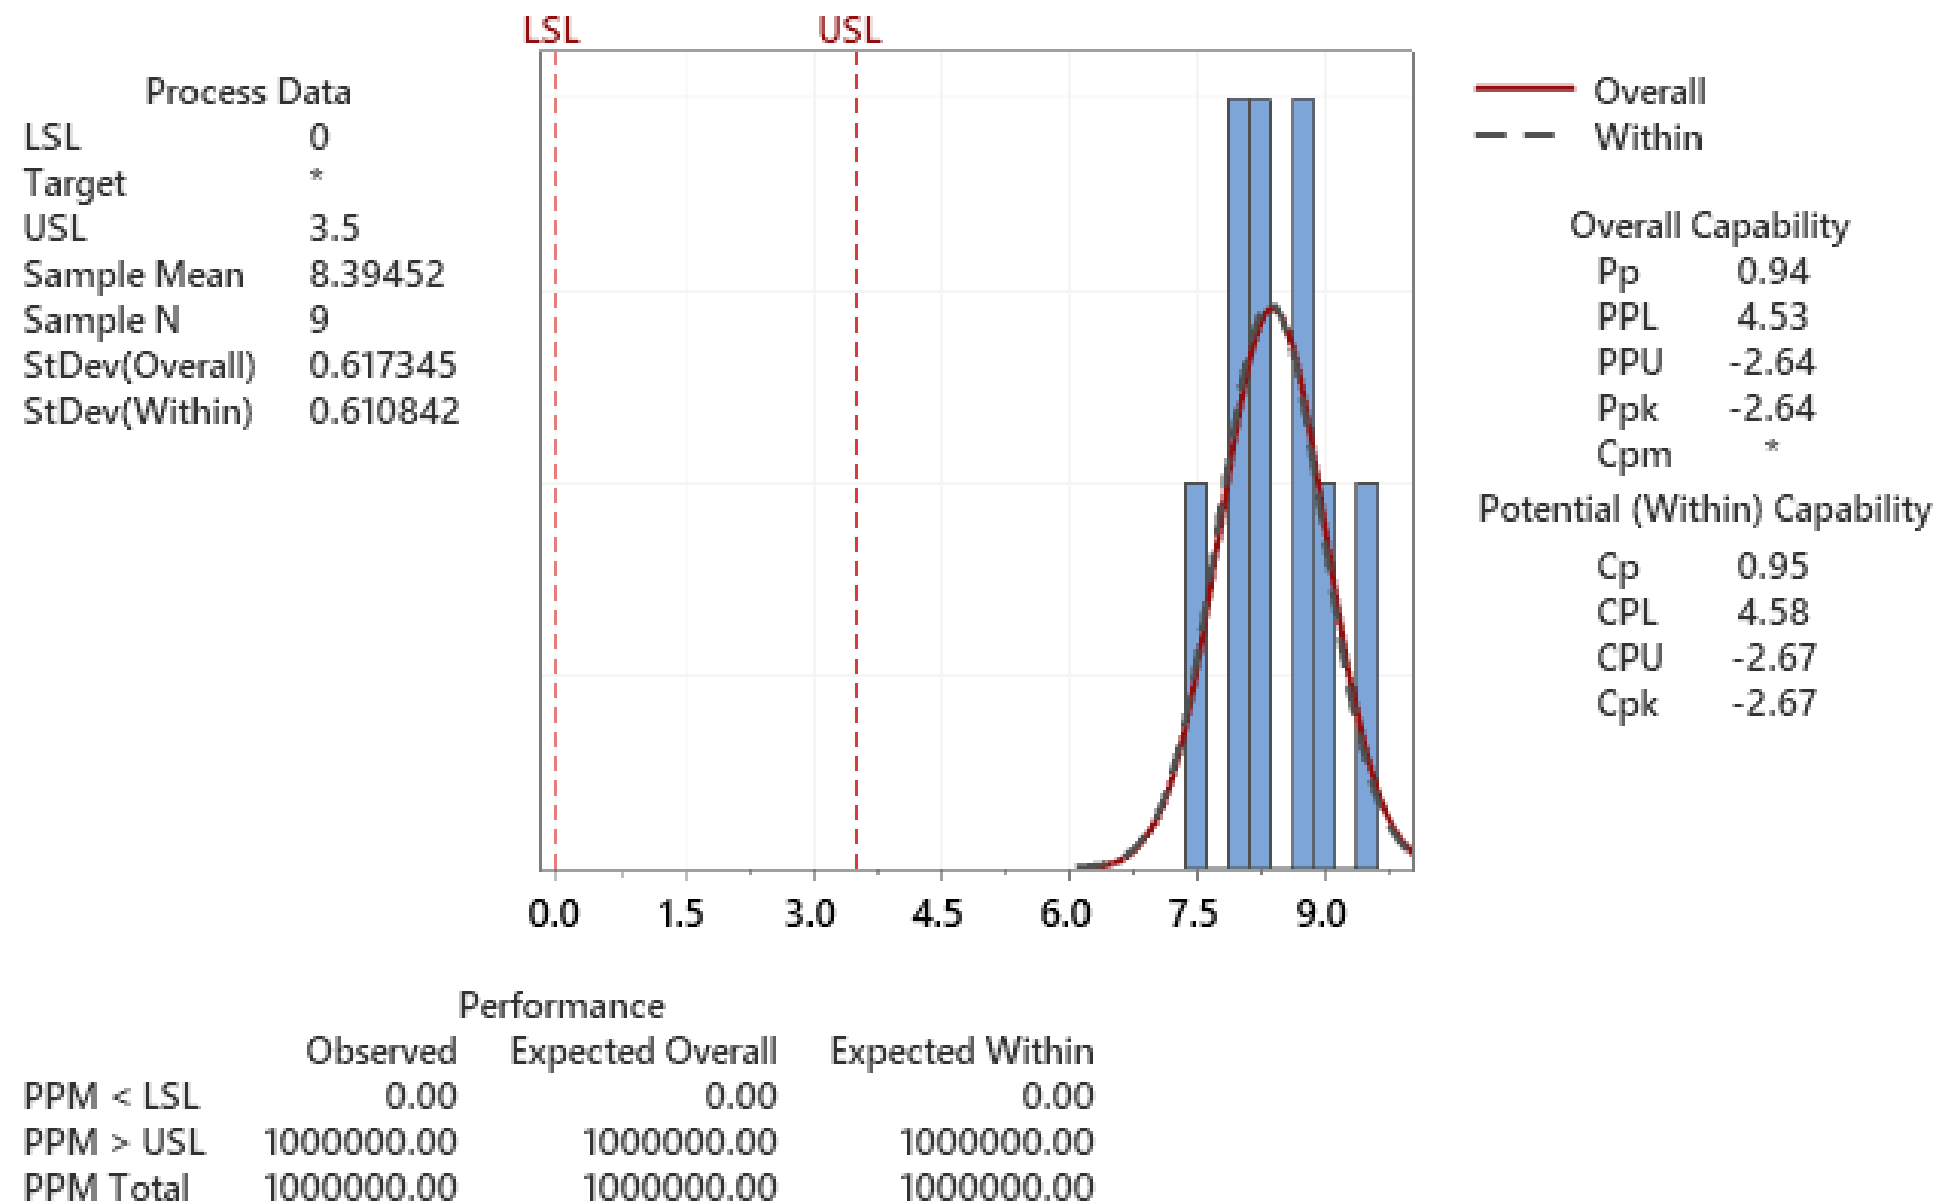 LSL USL
Process Data
LSL 0
Target *
USL 3.5
Sample Mean 8.39452
Sample N 9
StDev(Overall) 0.617345
StDev(Within) 0.610842
Overall
Within
Overall Capability
Pp 0.94
PPL 4.53
PPU -2.64
Ppk -2.64
Cpm *
Potential (Within) Capability
Cp 0.95
CPL 4.58
CPU -2.67
Cpk -2.67
0.0 1.5 3.0 4.5 6.0 7.5 9.0
Performance
Observed Expected Overall Expected Within
PPM < LSL 0.00 0.00 0.00
PPM > USL 1000000.00 1000000.00 1000000.00
PPM Total 1000000.00 1000000.00 1000000.00